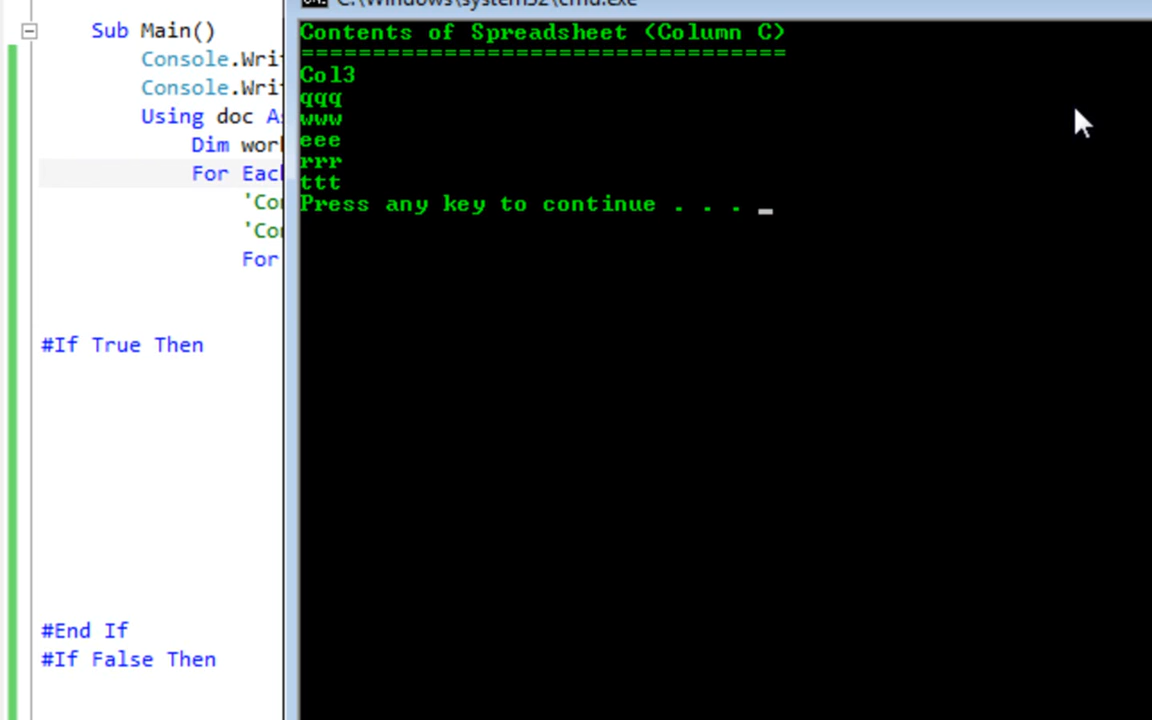 Sub Main()
Console.Wri
Console.Wri
Using doc A
Dim wor
For Eac
'Co
'Co
For
#If True Then
#End If
#If False Then
C:\Windows\system32\cmd.exe
Contents of Spreadsheet (Column C)
==================================
Col3
qqq
www
eee
rrr
ttt
Press any key to continue . . . _